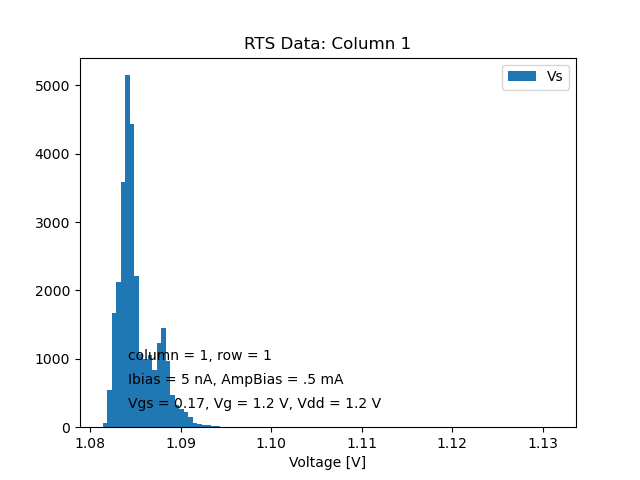 RTS Data: Column 1
Vs
5000
4000
3000
2000
1000
0
column = 1, row = 1
Ibias = 5 nA, AmpBias = .5 mA
Vgs = 0.17, Vg = 1.2 V, Vdd = 1.2 V
1.08 1.09 1.10 1.11 1.12 1.13
Voltage [V]